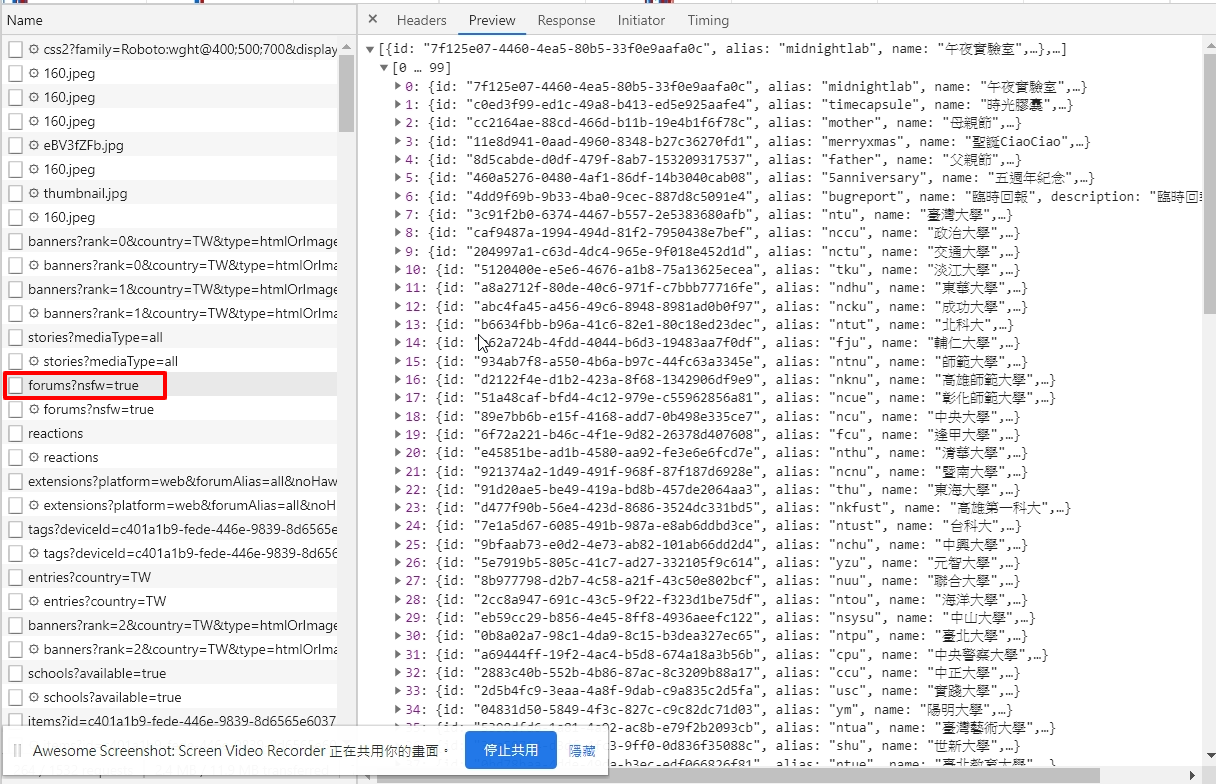 Name
css2?family=Roboto:wght@400;500;700&display
160.jpeg
160.jpeg
160.jpeg
eBV3fZFb.jpg
160.jpeg
thumbnail.jpg
160.jpeg
banners?rank=0&country=TW&type=htmlOrImage
banners?rank=0&country=TW&type=htmlOrIma
banners?rank=1&country=TW&type=htmlOrImage
banners?rank=1&country=TW&type=htmlOrIma
stories?mediaType=all
stories?mediaType=all
forums?nsfw=true
forums?nsfw=true
reactions
reactions
extensions?platform=web&forumAlias=all&noHaw
extensions?platform=web&forumAlias=all&noH
tags?deviceId=c401a1b9-fede-446e-9839-8d6565e
tags?deviceId=c401a1b9-fede-446e-9839-8d656
entries?country=TW
entries?country=TW
banners?rank=2&country=TW&type=htmlOrImage
banners?rank=2&country=TW&type=htmlOrIma
schools?available=true
schools?available=true
items?id=c401a1b9-fede-446e-9839-8d6565e6037
× Headers Preview Response Initiator Timing
[{id: "7f125e07-4460-4ea5-80b5-33f0e9aafa0c", alias: "midnightlab", name: "午夜實驗室",…},…]
[0 … 99]
0: {id: "7f125e07-4460-4ea5-80b5-33f0e9aafa0c", alias: "midnightlab", name: "午夜實驗室",…}
1: {id: "c0ed3f99-ed1c-49a8-b413-ed5e925aafe4", alias: "timecapsule", name: "時光膠囊",…}
2: {id: "cc2164ae-88cd-466d-b11b-19e4b1f6f78c", alias: "mother", name: "母親節",…}
3: {id: "11e8d941-0aad-4960-8348-b27c36270fd1", alias: "merryxmas", name: "聖誕CiaoCiao",…}
4: {id: "8d5cabde-d0df-479f-8ab7-153209317537", alias: "father", name: "父親節",…}
5: {id: "460a5276-0480-4af1-86df-14b3040cab08", alias: "5anniversary", name: "五週年紀念",…}
6: {id: "4dd9f69b-9b33-4ba0-9cec-887d8c5091e4", alias: "bugreport", name: "臨時回報", description: "臨時回
7: {id: "3c91f2b0-6374-4467-b557-2e5383680afb", alias: "ntu", name: "臺灣大學",…}
8: {id: "caf9487a-1994-494d-81f2-7950438e7bef", alias: "nccu", name: "政治大學",…}
9: {id: "204997a1-c63d-4dc4-965e-9f018e452d1d", alias: "nctu", name: "交通大學",…}
10: {id: "5120400e-e5e6-4676-a1b8-75a13625ecea", alias: "tku", name: "淡江大學",…}
11: {id: "a8a2712f-80de-40c6-971f-c7bbb77716fe", alias: "ndhu", name: "東華大學",…}
12: {id: "abc4fa45-a456-49c6-8948-8981ad0b0f97", alias: "ncku", name: "成功大學",…}
13: {id: "b6634fbb-b96a-41c6-82e1-80c18ed23dec", alias: "ntut", name: "北科大",…}
14: {id: "62a724b-4fdd-4044-b6d3-19483aa7f0df", alias: "fju", name: "輔仁大學",…}
15: {id: "934ab7f8-a550-4b6a-b97c-44fc63a3345e", alias: "ntnu", name: "師範大學",…}
16: {id: "d2122f4e-d1b2-423a-8f68-1342906df9e9", alias: "nknu", name: "高雄師範大學",…}
17: {id: "51a48caf-bfd4-4c12-979e-c55962856a81", alias: "ncue", name: "彰化師範大學",…}
18: {id: "89e7bb6b-e15f-4168-add7-0b498e335ce7", alias: "ncu", name: "中央大學",…}
19: {id: "6f72a221-b46c-4f1e-9d82-26378d407608", alias: "fcu", name: "逢甲大學",…}
20: {id: "e45851be-ad1b-4580-aa92-fe3e6e6fcd7e", alias: "nthu", name: "清華大學",…}
21: {id: "921374a2-1d49-491f-968f-87f187d6928e", alias: "ncnu", name: "暨南大學",…}
22: {id: "91d20ae5-be49-419a-bd8b-457de2064aa3", alias: "thu", name: "東海大學",…}
23: {id: "d477f90b-56e4-423d-8686-3524dc331bd5", alias: "nkfust", name: "高雄第一科大",…}
24: {id: "7e1a5d67-6085-491b-987a-e8ab6ddbd3ce", alias: "ntust", name: "台科大",…}
25: {id: "9bfaab73-e0d2-4e73-ab82-101ab66dd2d4", alias: "nchu", name: "中興大學",…}
26: {id: "5e7919b5-805c-41c7-ad27-332105f9c614", alias: "yzu", name: "元智大學",…}
27: {id: "8b977798-d2b7-4c58-a21f-43c50e802bcf", alias: "nuu", name: "聯合大學",…}
28: {id: "2cc8a947-691c-43c5-9f22-f323d1be75df", alias: "ntou", name: "海洋大學",…}
29: {id: "eb59cc29-b856-4e45-8ff8-4936aeefc122", alias: "nsysu", name: "中山大學",…}
30: {id: "0b8a02a7-98c1-4da9-8c15-b3dea327ec65", alias: "ntpu", name: "臺北大學",…}
31: {id: "a69444ff-19f2-4ac4-b5d8-674a18a3b56b", alias: "cpu", name: "中央警察大學",…}
32: {id: "2883c40b-552b-4b86-87ac-8c3209b88a17", alias: "ccu", name: "中正大學",…}
33: {id: "2d5b4fc9-3eaa-4a8f-9dab-c9a835c2d5fa", alias: "usc", name: "實踐大學",…}
34: {id: "04831d50-5849-4f3c-827c-c9c82dc71d03", alias: "ym", name: "陽明大學",…}
ac8b-e79f2b2093cb", alias: "ntua", name: "臺灣藝術大學",…}
3-9ff0-0d836f35088c", alias: "shu", name: "世新大學",…}
alias: "ntue", name: "臺北教育大學",…}
Awesome Screenshot: Screen Video Recorder 正在共用你的畫面。 停止共用 隱藏